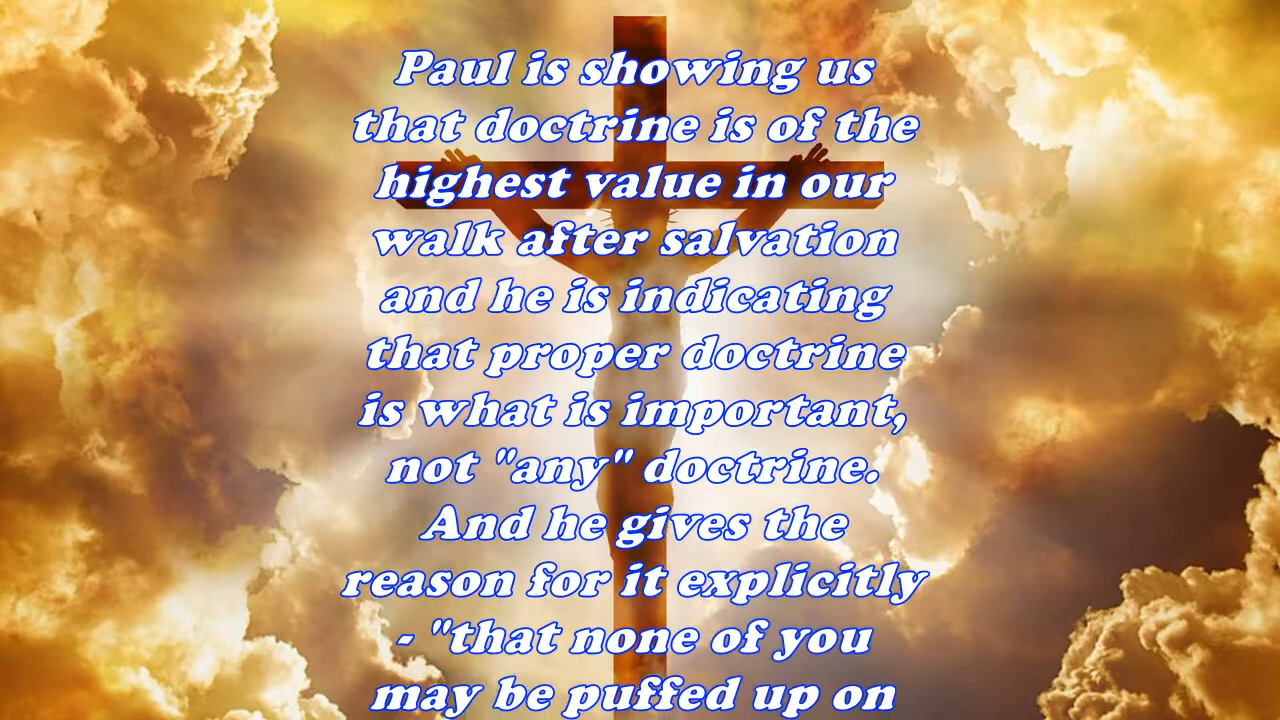 Paul is showing us
that doctrine is of the
highest value in our
walk after salvation
and he is indicating
that proper doctrine
is what is important,
not "any" doctrine.
And he gives the
reason for it explicitly
- "that none of you
may be puffed up on